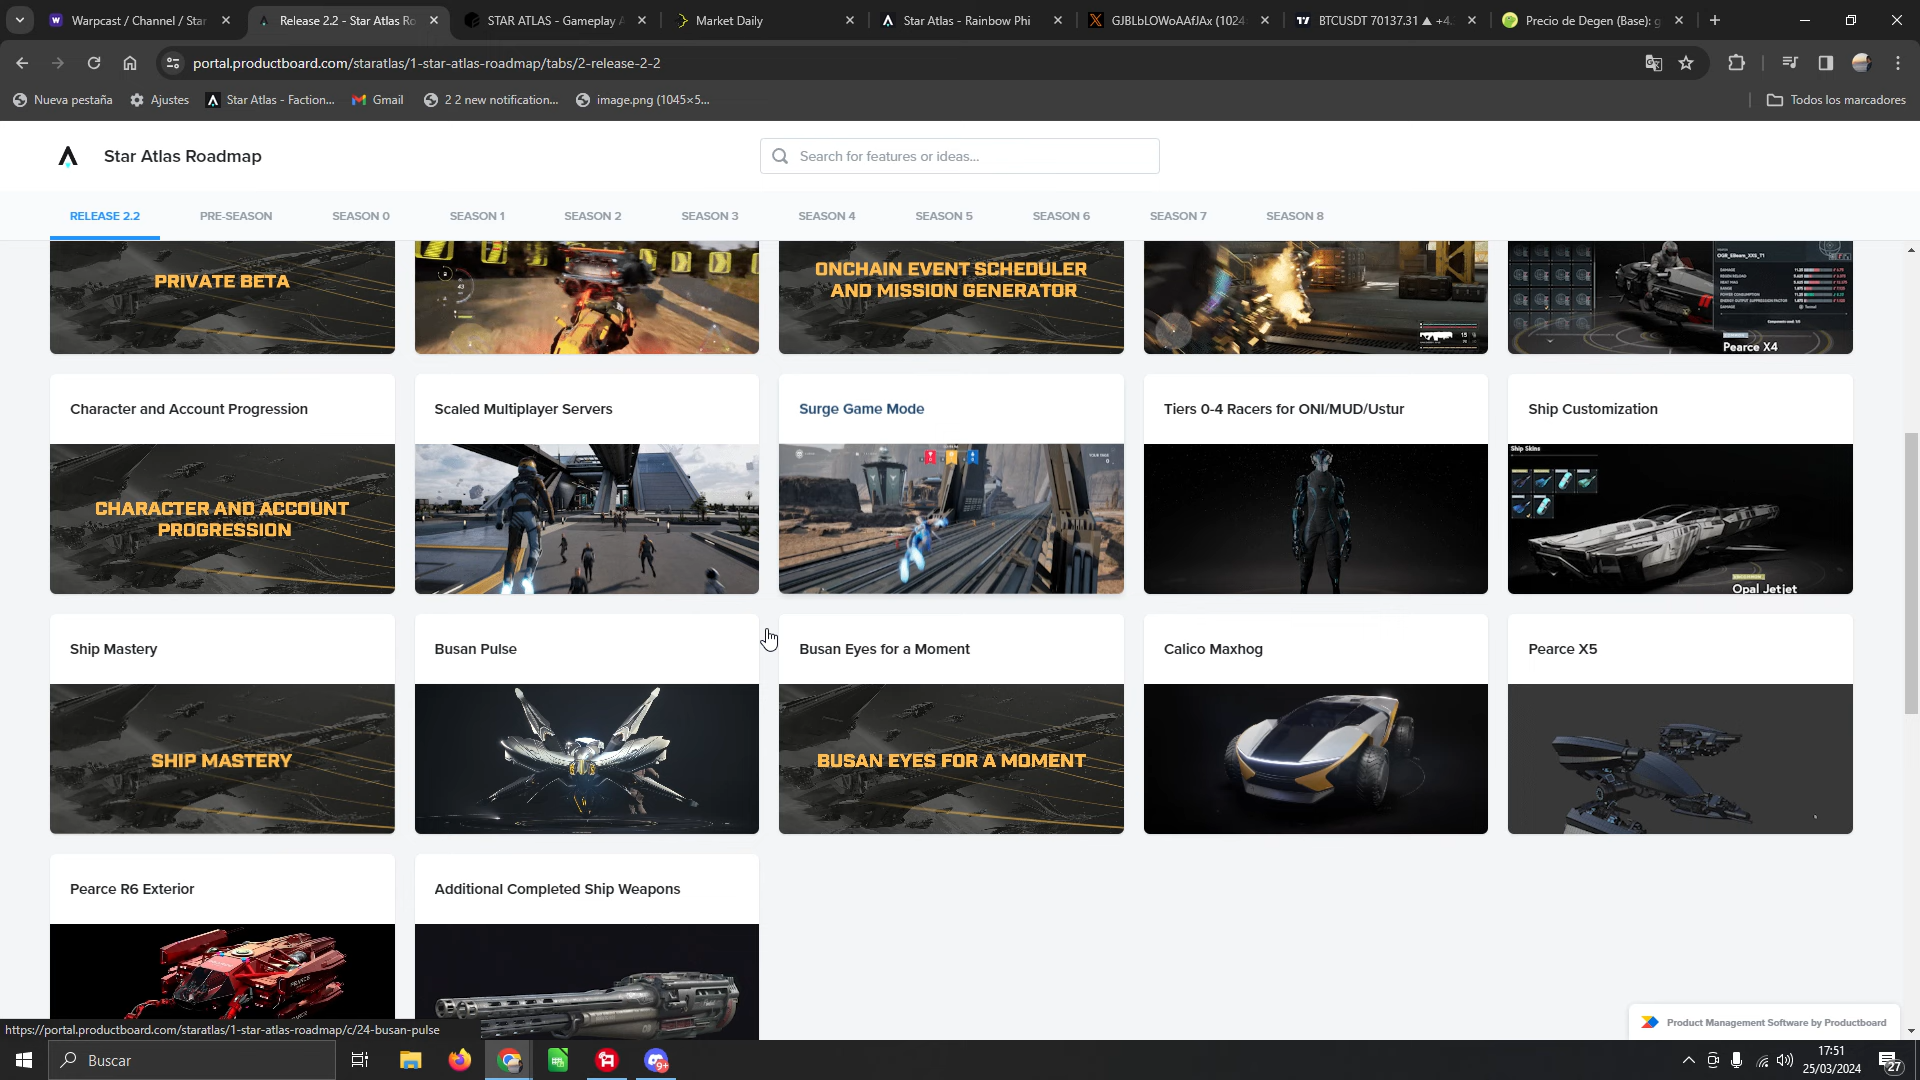 Warpcast / Channel / Star
Release 2.2 - Star Atlas Ro
STAR ATLAS - Gameplay A
Market Daily
Star Atlas - Rainbow Phi
GJBLbLOWoAAfJAx (1024
BTCUSDT 70137.31 ▲ +4.
Precio de Degen (Base): g
portal.productboard.com/staratlas/1-star-atlas-roadmap/tabs/2-release-2-2
Nueva pestaña
Ajustes
Star Atlas - Faction...
Gmail
2 2 new notification...
image.png (1045×5...
Todos los marcadores
Star Atlas Roadmap
Search for features or ideas...
RELEASE 2.2
PRE-SEASON
SEASON 0
SEASON 1
SEASON 2
SEASON 3
SEASON 4
SEASON 5
SEASON 6
SEASON 7
SEASON 8
PRIVATE BETA
ONCHAIN EVENT SCHEDULER
AND MISSION GENERATOR
Pearce X4
Character and Account Progression
Scaled Multiplayer Servers
Surge Game Mode
Tiers 0-4 Racers for ONI/MUD/Ustur
Ship Customization
CHARACTER AND ACCOUNT
PROGRESSION
Ship Skins
Opal Jetjet
Ship Mastery
Busan Pulse
Busan Eyes for a Moment
Calico Maxhog
Pearce X5
SHIP MASTERY
BUSAN EYES FOR A MOMENT
Pearce R6 Exterior
Additional Completed Ship Weapons
https://portal.productboard.com/staratlas/1-star-atlas-roadmap/c/24-busan-pulse
Product Management Software by Productboard
Buscar
9+
17:51
25/03/2024
27